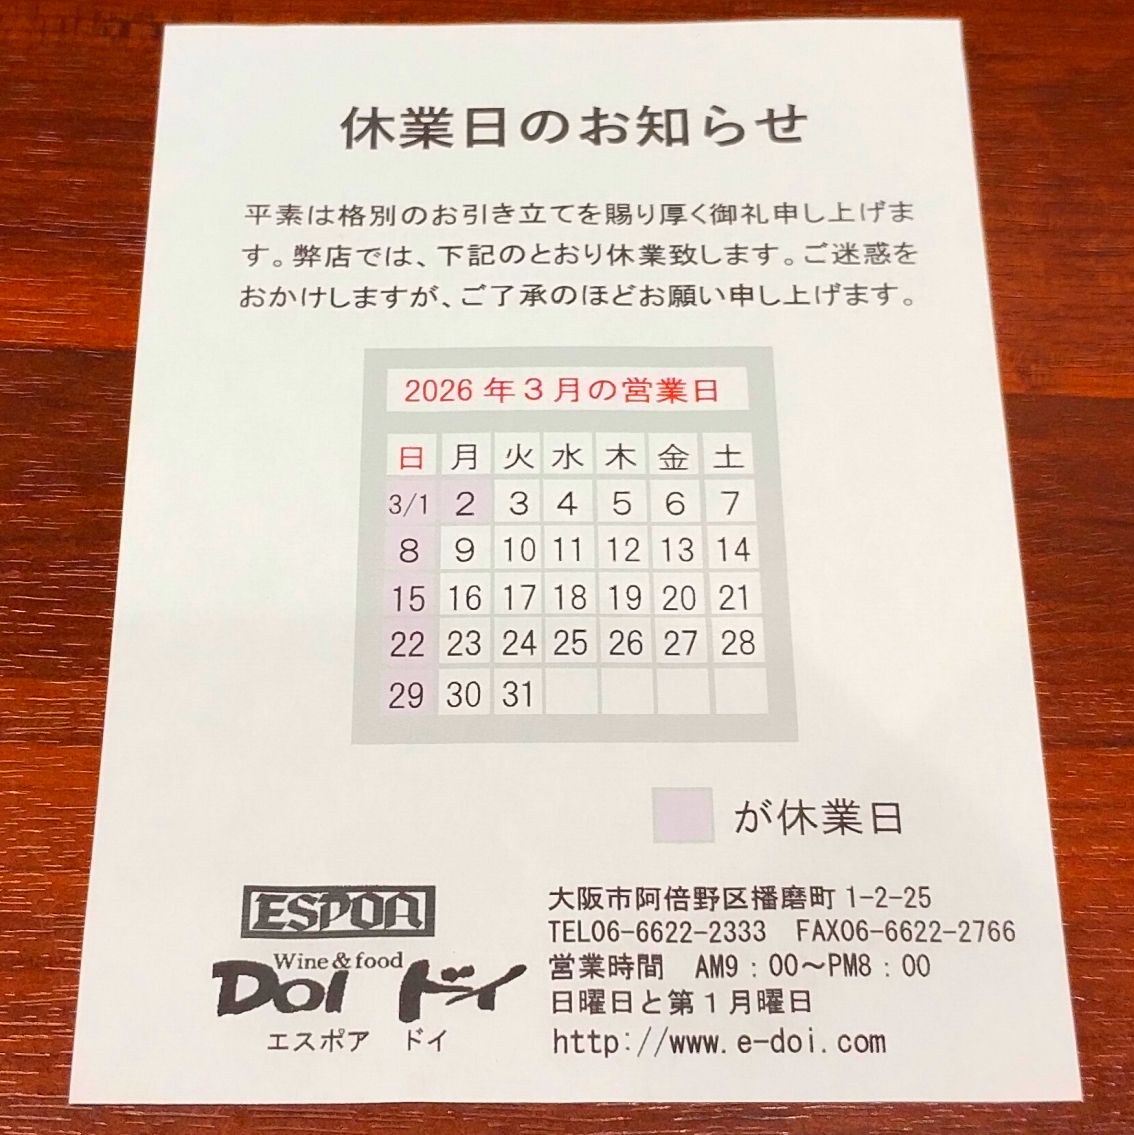 休業日のお知らせ
平素は格別のお引き立てを賜り厚く御礼申し上げま
す。弊店では、下記のとおり休業致します。ご迷惑を
おかけしますが、ご了承のほどお願い申し上げます。
2026年3月の営業日
日 月 火 水 木 金 土
3/1 2 3 4 5 6 7
8 9 10 11 12 13 14
15 16 17 18 19 20 21
22 23 24 25 26 27 28
29 30 31
が休業日
ESPOA
Wine & food
DOI ドイ
エスポア ドイ
大阪市阿倍野区播磨町1-2-25
TEL06-6622-2333 FAX06-6622-2766
営業時間 AM9:00～PM8:00
日曜日と第1月曜日
http://www.e-doi.com